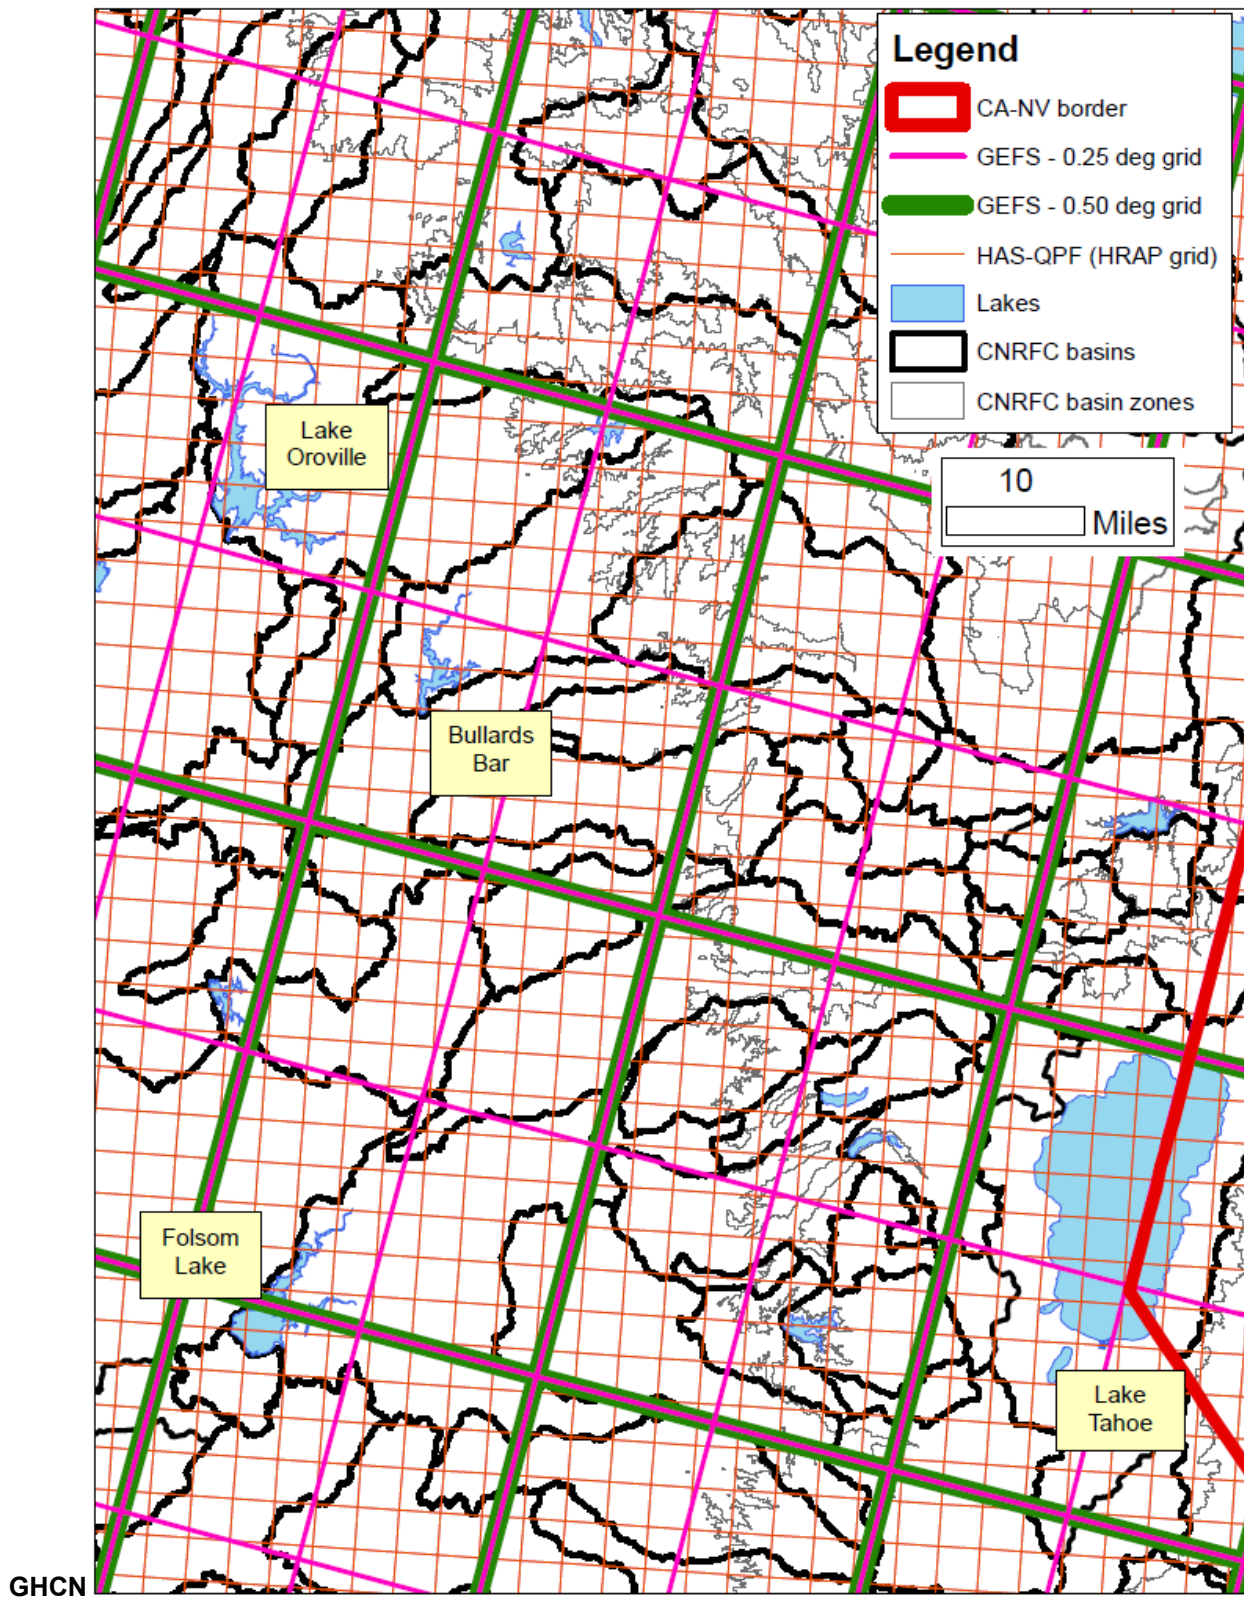 Legend
CA-NV border
GEFS - 0.25 deg grid
GEFS - 0.50 deg grid
HAS-QPF (HRAP grid)
Lakes
CNRFC basins
CNRFC basin zones
10
Miles
Lake
Oroville
Bullards
Bar
Folsom
Lake
Lake
Tahoe
GHCN